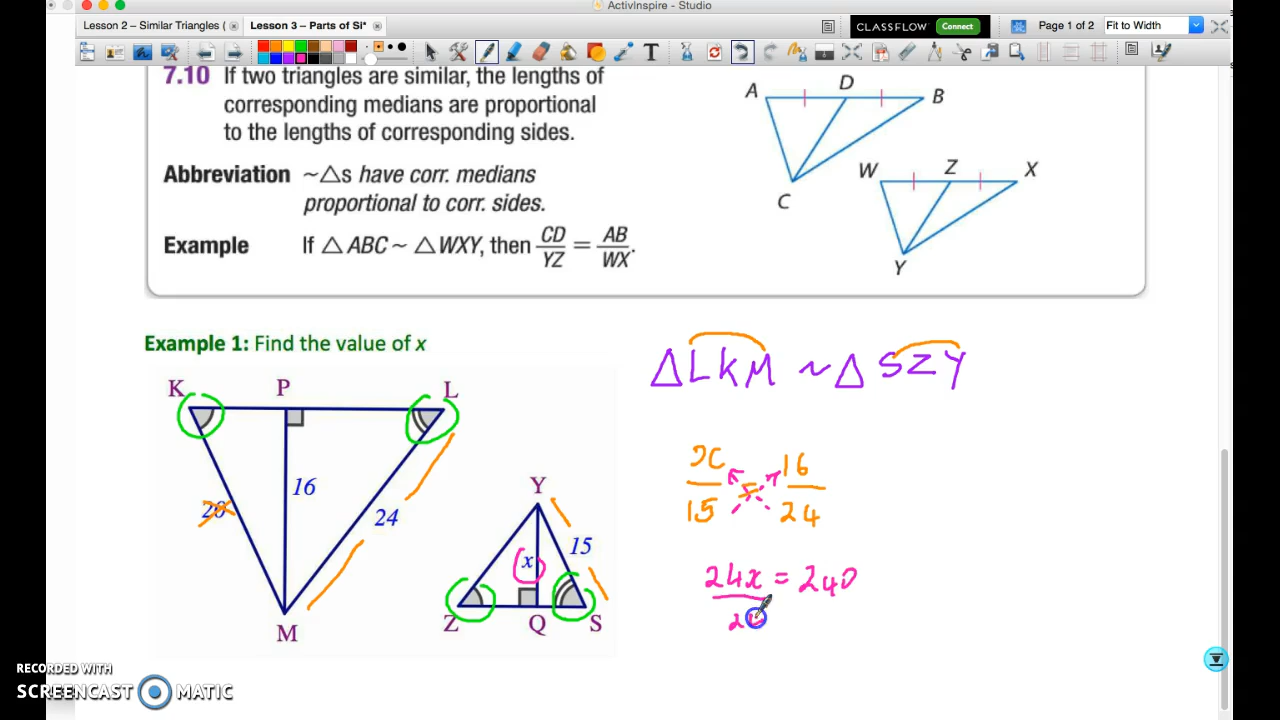 ActivInspire - Studio
Lesson 2 – Similar Triangles (
Lesson 3 – Parts of Si*
CLASSFLOW Connect
Page 1 of 2
Fit to Width
7.10 If two triangles are similar, the lengths of
corresponding medians are proportional
to the lengths of corresponding sides.
Abbreviation ~△s have corr. medians
proportional to corr. sides.
Example If △ABC ~ △WXY, then CD/YZ = AB/WX.
A D B
C
W Z X
Y
Example 1: Find the value of x
△LKM ~ △SZY
K P L
20 16 24
M
Y
x 15
Z Q S
x/15 = 16/24
24x = 240
RECORDED WITH
SCREENCAST MATIC